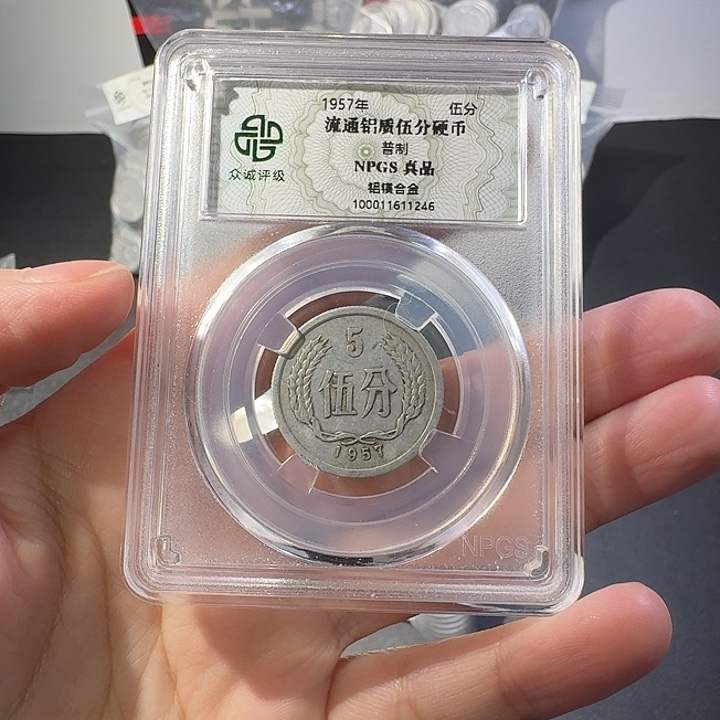 1957年 伍分
流通铝质伍分硬币
普制
NPGS 真品
铝镁合金
100011611246
众诚评级
5
伍分
1957
NPGS